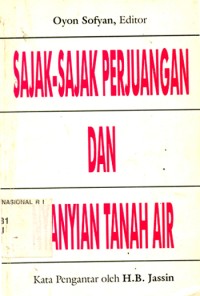 Oyon Sofyan, Editor
SAJAK-SAJAK PERJUANGAN
DAN
NASIONAL R I
ANYIAN TANAH AIR
Kata Pengantar oleh H.B. Jassin